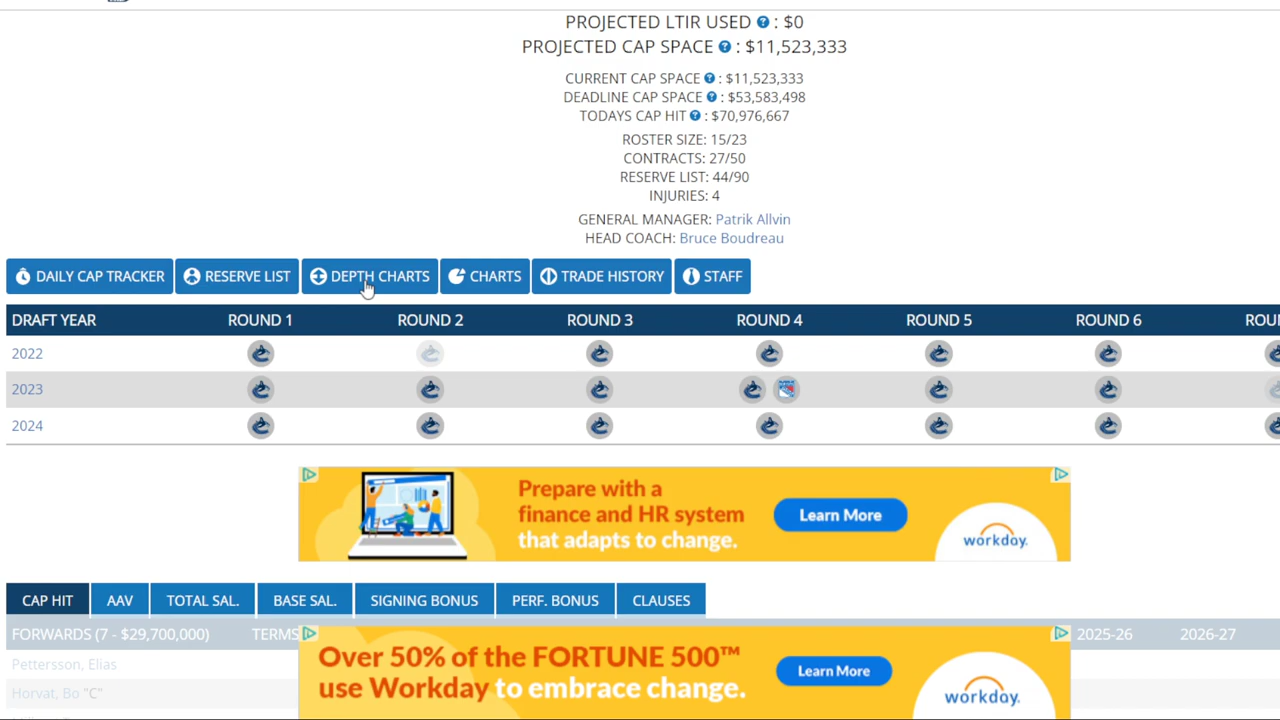 PROJECTED LTIR USED ? : $0
PROJECTED CAP SPACE ? : $11,523,333
CURRENT CAP SPACE ? : $11,523,333
DEADLINE CAP SPACE ? : $53,583,498
TODAYS CAP HIT ? : $70,976,667
ROSTER SIZE: 15/23
CONTRACTS: 27/50
RESERVE LIST: 44/90
INJURIES: 4
GENERAL MANAGER: Patrik Allvin
HEAD COACH: Bruce Boudreau
DAILY CAP TRACKER RESERVE LIST DEPTH CHARTS CHARTS TRADE HISTORY STAFF
DRAFT YEAR ROUND 1 ROUND 2 ROUND 3 ROUND 4 ROUND 5 ROUND 6 ROU
2022
2023
2024
Prepare with a
finance and HR system
that adapts to change.
Learn More
workday.
CAP HIT AAV TOTAL SAL. BASE SAL. SIGNING BONUS PERF. BONUS CLAUSES
FORWARDS (7 - $29,700,000) TERMS 2025-26 2026-27
Pettersson, Elias
Horvat, Bo "C"
Over 50% of the FORTUNE 500™
use Workday to embrace change.
Learn More
workday.